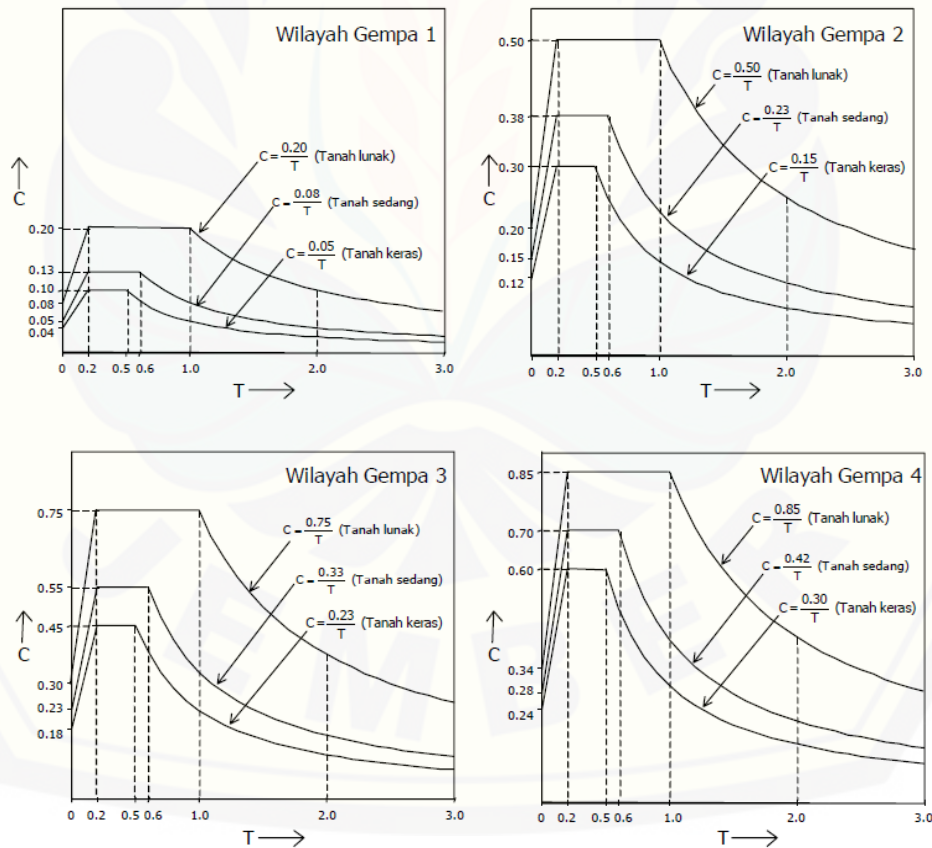 Wilayah Gempa 1
C = 0.20/T (Tanah lunak)
C - 0.08/T (Tanah sedang)
C = 0.05/T (Tanah keras)
C
0.20
0.13
0.10
0.08
0.05
0.04
0 0.2 0.5 0.6 1.0 2.0 3.0
T
Wilayah Gempa 2
C = 0.50/T (Tanah lunak)
C - 0.23/T (Tanah sedang)
C = 0.15/T (Tanah keras)
C
0.50
0.38
0.30
0.20
0.15
0.12
0 0.2 0.5 0.6 1.0 2.0 3.0
T
Wilayah Gempa 3
C - 0.75/T (Tanah lunak)
C - 0.33/T (Tanah sedang)
C = 0.23/T (Tanah keras)
C
0.75
0.55
0.45
0.30
0.23
0.18
0 0.2 0.5 0.6 1.0 2.0 3.0
T
Wilayah Gempa 4
C = 0.85/T (Tanah lunak)
C - 0.42/T (Tanah sedang)
C = 0.30/T (Tanah keras)
C
0.85
0.70
0.60
0.34
0.28
0.24
0 0.2 0.5 0.6 1.0 2.0 3.0
T
JEMBER